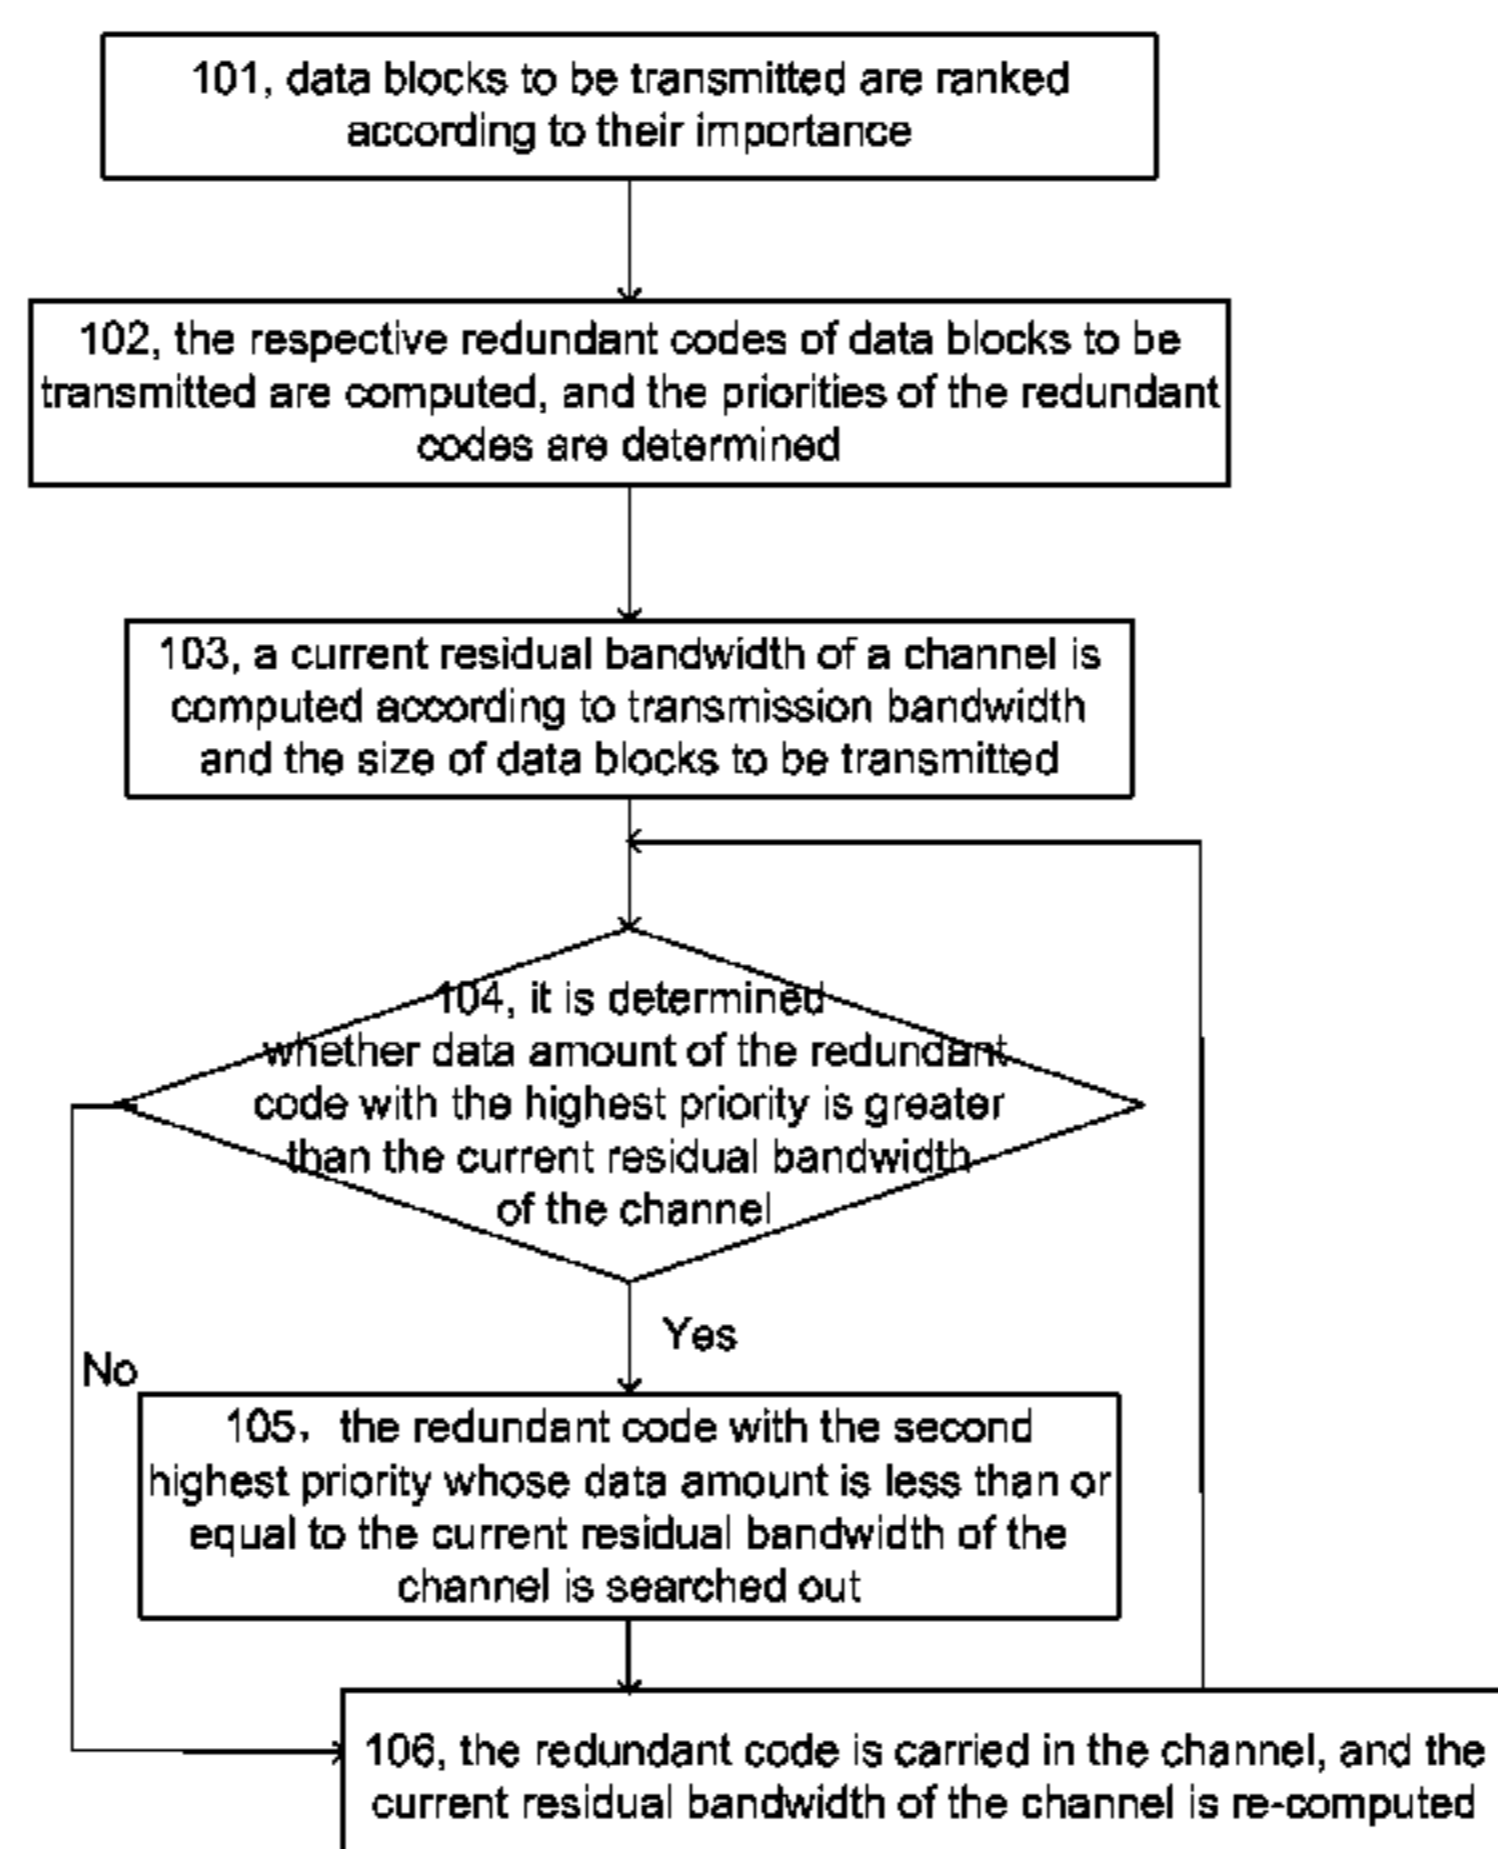 101, data blocks to be transmitted are ranked
according to their importance
102, the respective redundant codes of data blocks to be
transmitted are computed, and the priorities of the redundant
codes are determined
103, a current residual bandwidth of a channel is
computed according to transmission bandwidth
and the size of data blocks to be transmitted
104, it is determined
whether data amount of the redundant
code with the highest priority is greater
than the current residual bandwidth
of the channel
Yes
No
105，the redundant code with the second
highest priority whose data amount is less than or
equal to the current residual bandwidth of the
channel is searched out
106, the redundant code is carried in the channel, and the
current residual bandwidth of the channel is re-computed